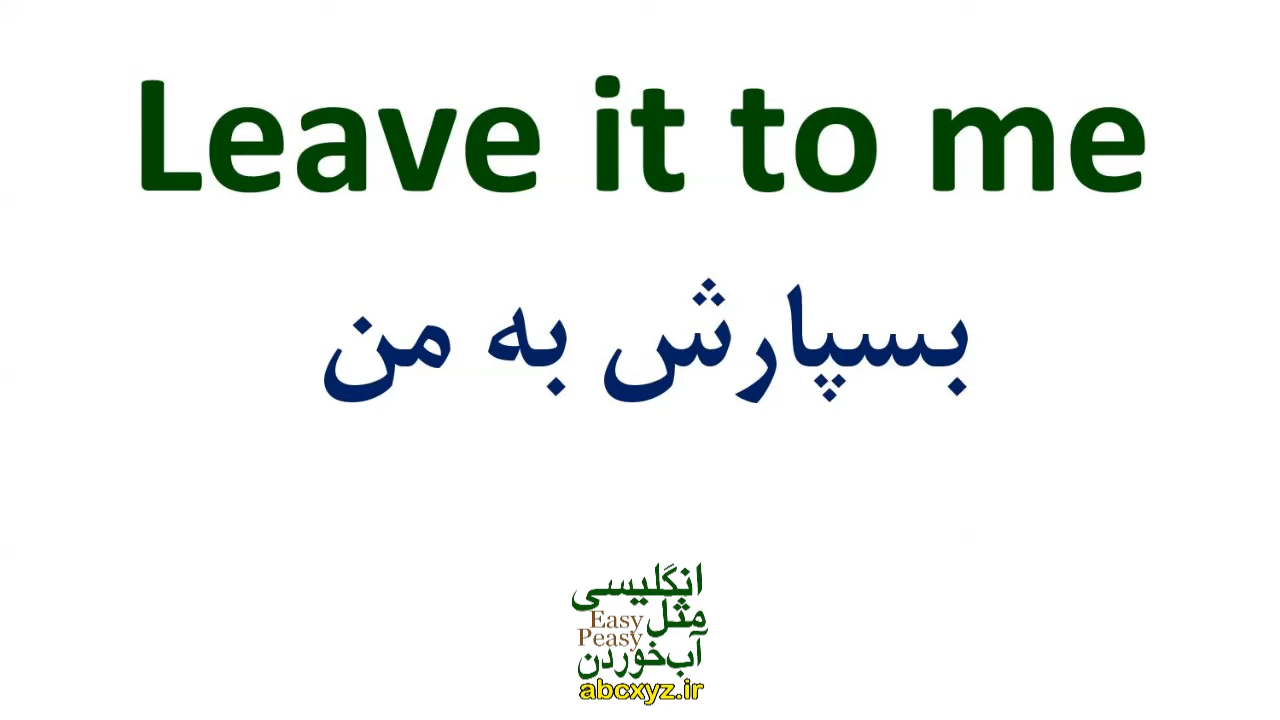 Leave it to me
بسپارش به من
انگلیسی
مثل
Easy
Peasy
آب‌خوردن
abcxyz.ir